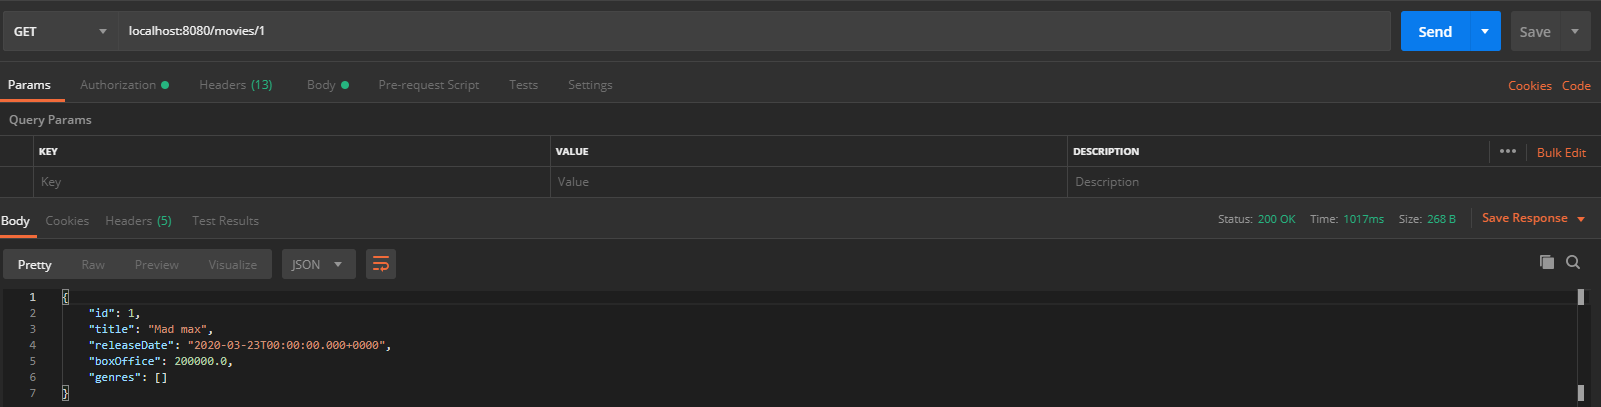 GET localhost:8080/movies/1 Send Save
Params Authorization Headers (13) Body Pre-request Script Tests Settings Cookies Code
Query Params
KEY VALUE DESCRIPTION ••• Bulk Edit
Key Value Description
Body Cookies Headers (5) Test Results Status: 200 OK Time: 1017ms Size: 268 B Save Response
Pretty Raw Preview Visualize JSON
1 {
2 "id": 1,
3 "title": "Mad max",
4 "releaseDate": "2020-03-23T00:00:00.000+0000",
5 "boxOffice": 200000.0,
6 "genres": []
7 }